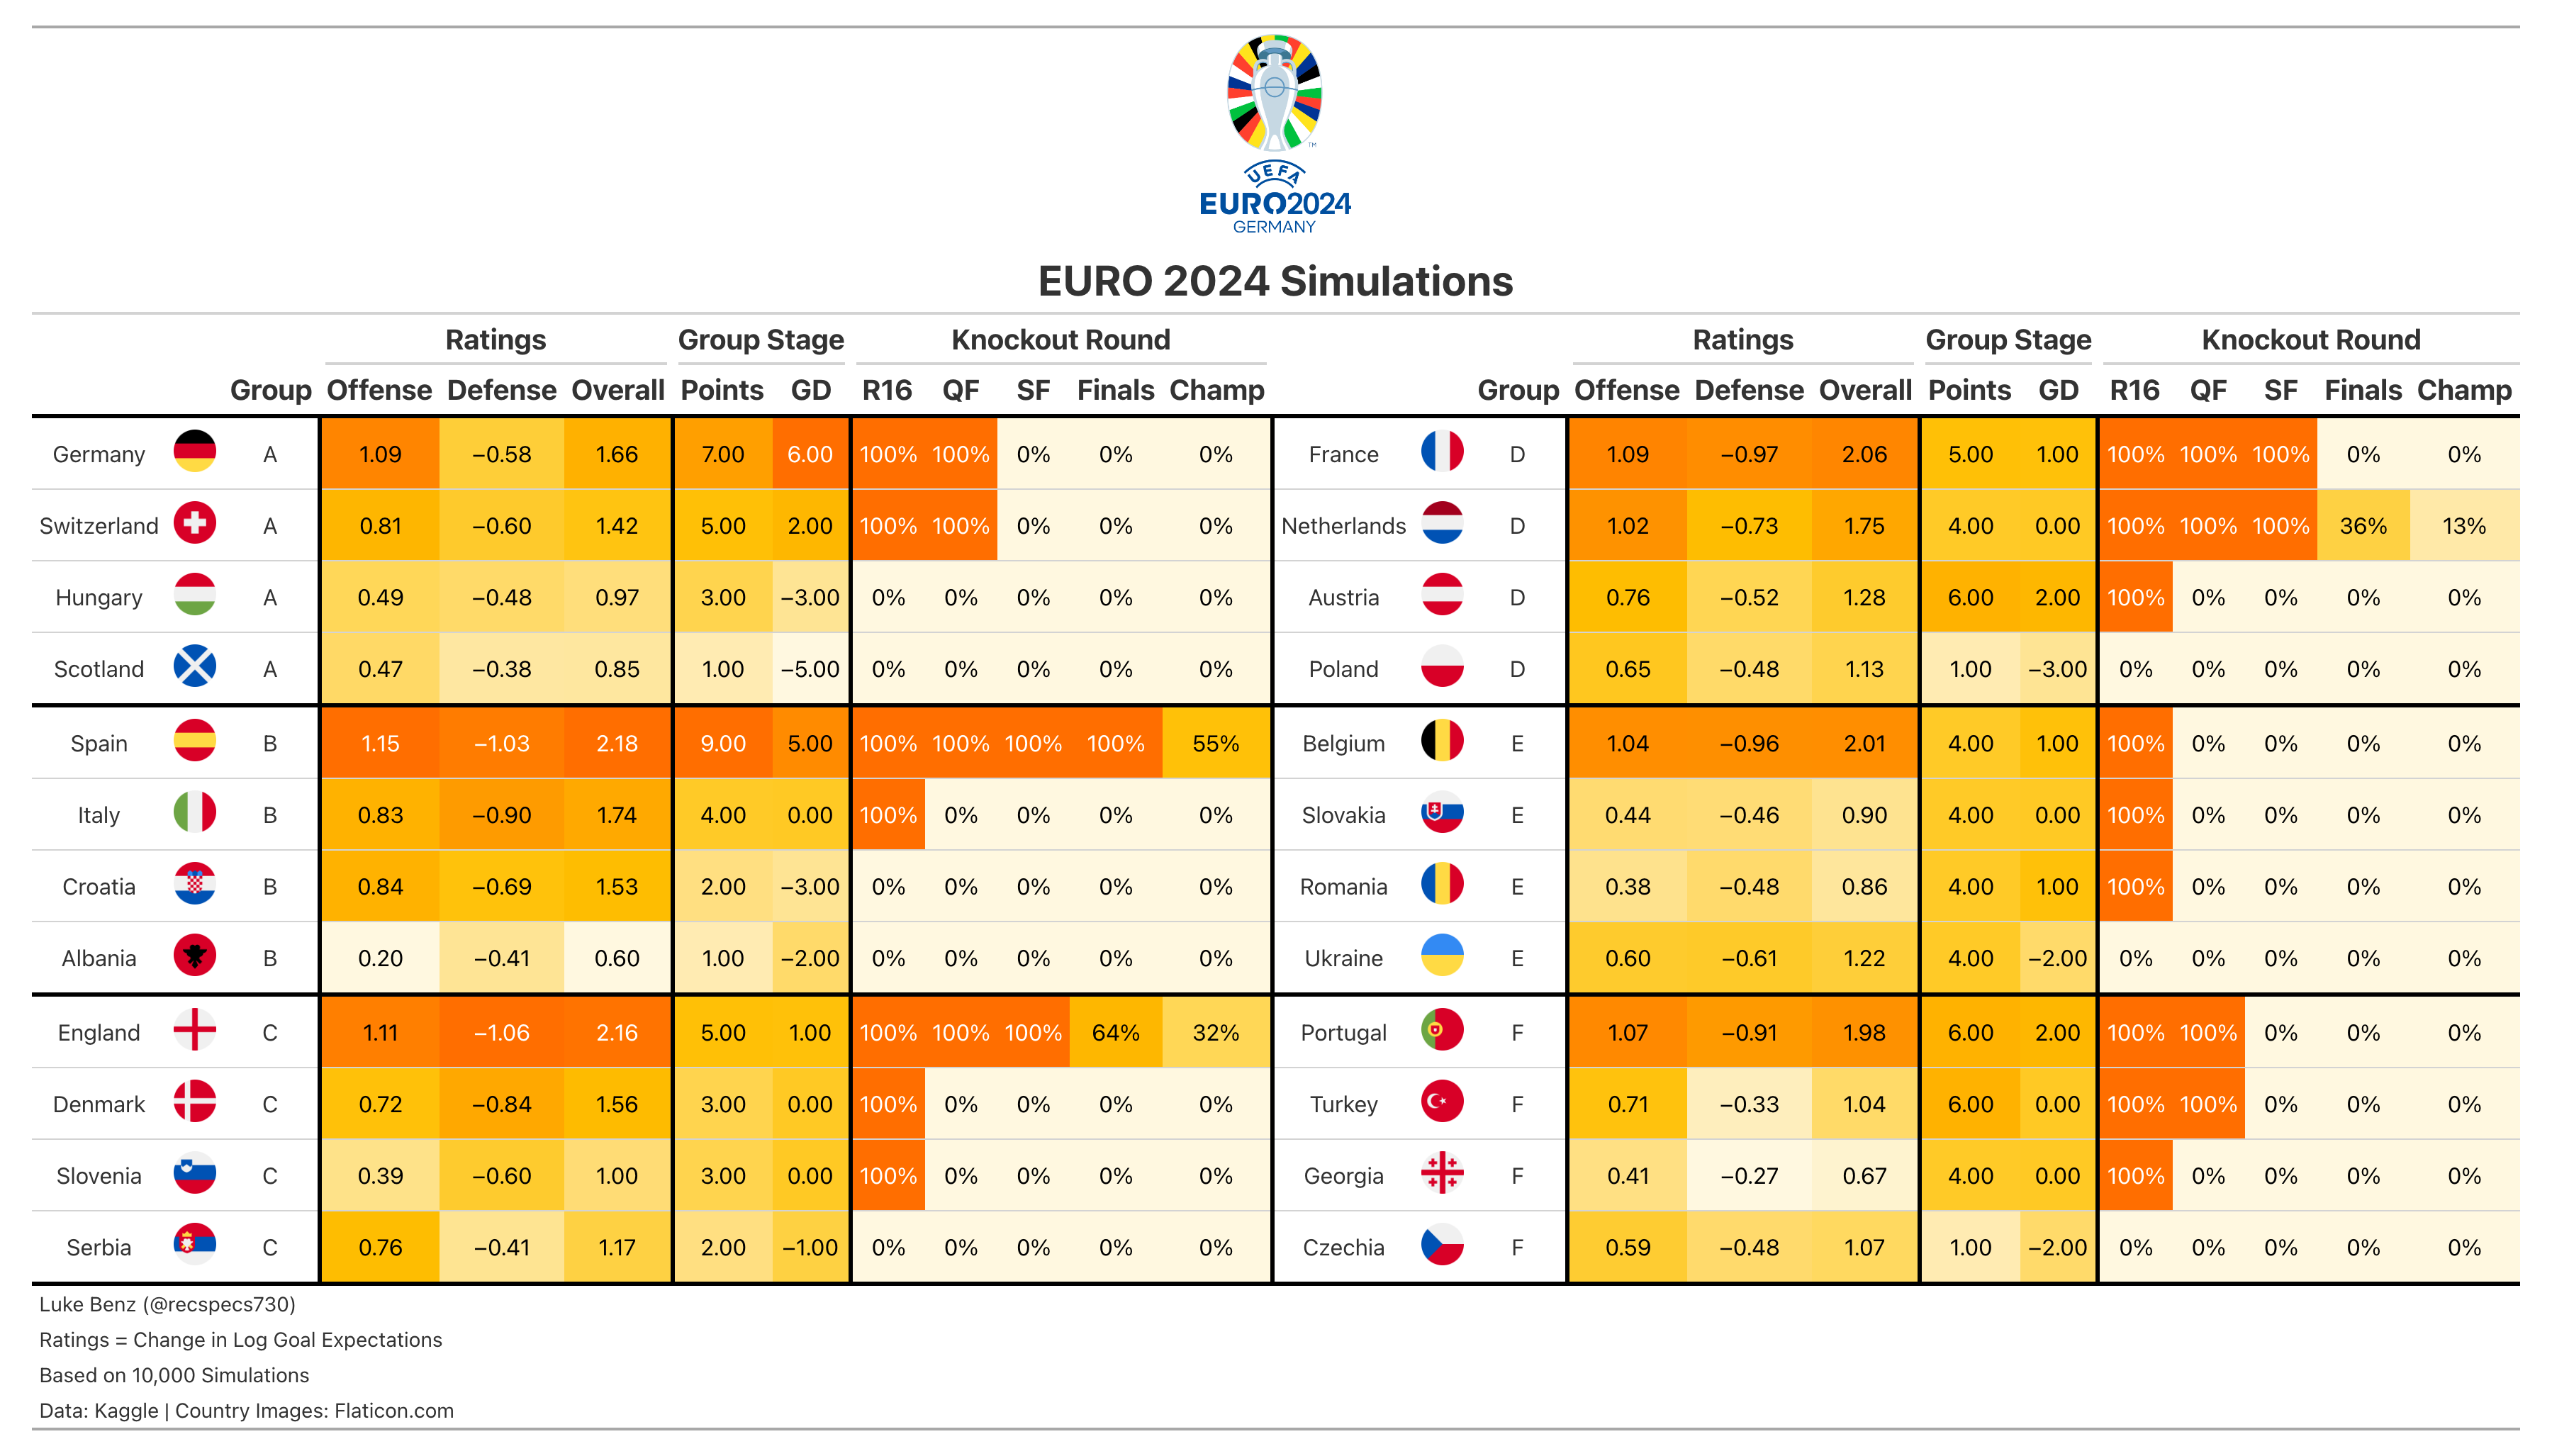 UEFA
EURO2024
GERMANY
TM
EURO 2024 Simulations
Ratings Group Stage Knockout Round Ratings Group Stage Knockout Round
Group Offense Defense Overall Points GD R16 QF SF Finals Champ Group Offense Defense Overall Points GD R16 QF SF Finals Champ
Germany A 1.09 −0.58 1.66 7.00 6.00 100% 100% 0% 0% 0% France D 1.09 −0.97 2.06 5.00 1.00 100% 100% 100% 0% 0%
Switzerland A 0.81 −0.60 1.42 5.00 2.00 100% 100% 0% 0% 0% Netherlands D 1.02 −0.73 1.75 4.00 0.00 100% 100% 100% 36% 13%
Hungary A 0.49 −0.48 0.97 3.00 −3.00 0% 0% 0% 0% 0% Austria D 0.76 −0.52 1.28 6.00 2.00 100% 0% 0% 0% 0%
Scotland A 0.47 −0.38 0.85 1.00 −5.00 0% 0% 0% 0% 0% Poland D 0.65 −0.48 1.13 1.00 −3.00 0% 0% 0% 0% 0%
Spain B 1.15 −1.03 2.18 9.00 5.00 100% 100% 100% 100% 55% Belgium E 1.04 −0.96 2.01 4.00 1.00 100% 0% 0% 0% 0%
Italy B 0.83 −0.90 1.74 4.00 0.00 100% 0% 0% 0% 0% Slovakia E 0.44 −0.46 0.90 4.00 0.00 100% 0% 0% 0% 0%
Croatia B 0.84 −0.69 1.53 2.00 −3.00 0% 0% 0% 0% 0% Romania E 0.38 −0.48 0.86 4.00 1.00 100% 0% 0% 0% 0%
Albania B 0.20 −0.41 0.60 1.00 −2.00 0% 0% 0% 0% 0% Ukraine E 0.60 −0.61 1.22 4.00 −2.00 0% 0% 0% 0% 0%
England C 1.11 −1.06 2.16 5.00 1.00 100% 100% 100% 64% 32% Portugal F 1.07 −0.91 1.98 6.00 2.00 100% 100% 0% 0% 0%
Denmark C 0.72 −0.84 1.56 3.00 0.00 100% 0% 0% 0% 0% Turkey F 0.71 −0.33 1.04 6.00 0.00 100% 100% 0% 0% 0%
Slovenia C 0.39 −0.60 1.00 3.00 0.00 100% 0% 0% 0% 0% Georgia F 0.41 −0.27 0.67 4.00 0.00 100% 0% 0% 0% 0%
Serbia C 0.76 −0.41 1.17 2.00 −1.00 0% 0% 0% 0% 0% Czechia F 0.59 −0.48 1.07 1.00 −2.00 0% 0% 0% 0% 0%
Luke Benz (@recspecs730)
Ratings = Change in Log Goal Expectations
Based on 10,000 Simulations
Data: Kaggle | Country Images: Flaticon.com